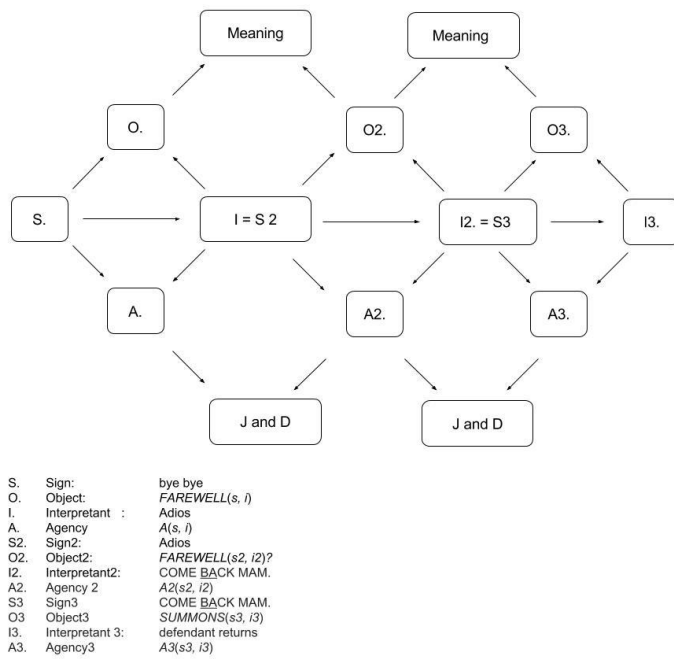 Meaning Meaning
O. O2. O3.
S. I = S 2 I2. = S3 I3.
A. A2. A3.
J and D J and D
S. Sign: bye bye
O. Object: FAREWELL(s, i)
I. Interpretant : Adios
A. Agency A(s, i)
S2. Sign2: Adios
O2. Object2: FAREWELL(s2, i2)?
I2. Interpretant2: COME BACK MAM.
A2. Agency 2 A2(s2, i2)
S3 Sign3 COME BACK MAM.
O3 Object3 SUMMONS(s3, i3)
I3. Interpretant 3: defendant returns
A3. Agency3 A3(s3, i3)